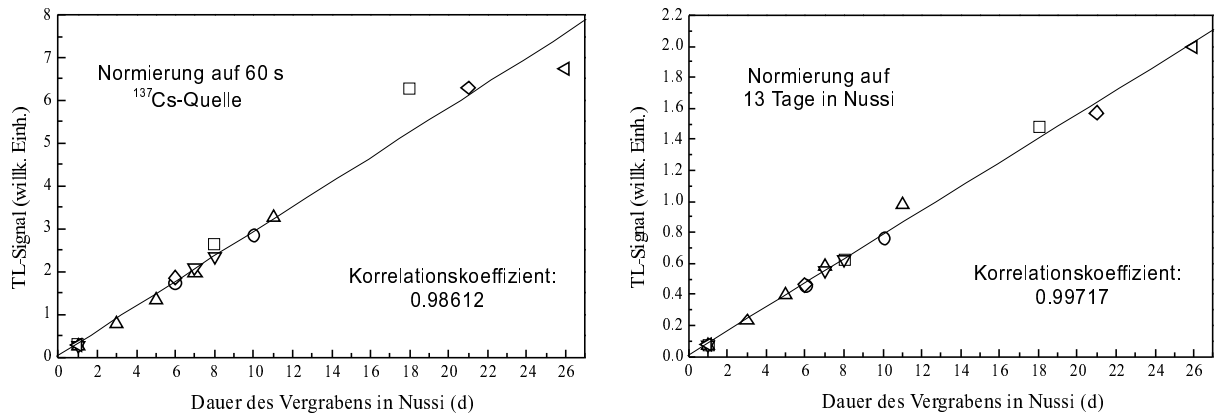 8
7
6
5
4
3
2
1
0
TL-Signal (willk. Einh.)
Normierung auf 60 s
¹³⁷Cs-Quelle
Korrelationskoeffizient:
0.98612
0 2 4 6 8 10 12 14 16 18 20 22 24 26
Dauer des Vergrabens in Nussi (d)
2.2
2.0
1.8
1.6
1.4
1.2
1.0
0.8
0.6
0.4
0.2
0.0
TL-Signal (willk. Einh.)
Normierung auf
13 Tage in Nussi
Korrelationskoeffizient:
0.99717
0 2 4 6 8 10 12 14 16 18 20 22 24 26
Dauer des Vergrabens in Nussi (d)